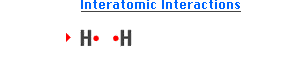 Interatomic Interactions
H• •H